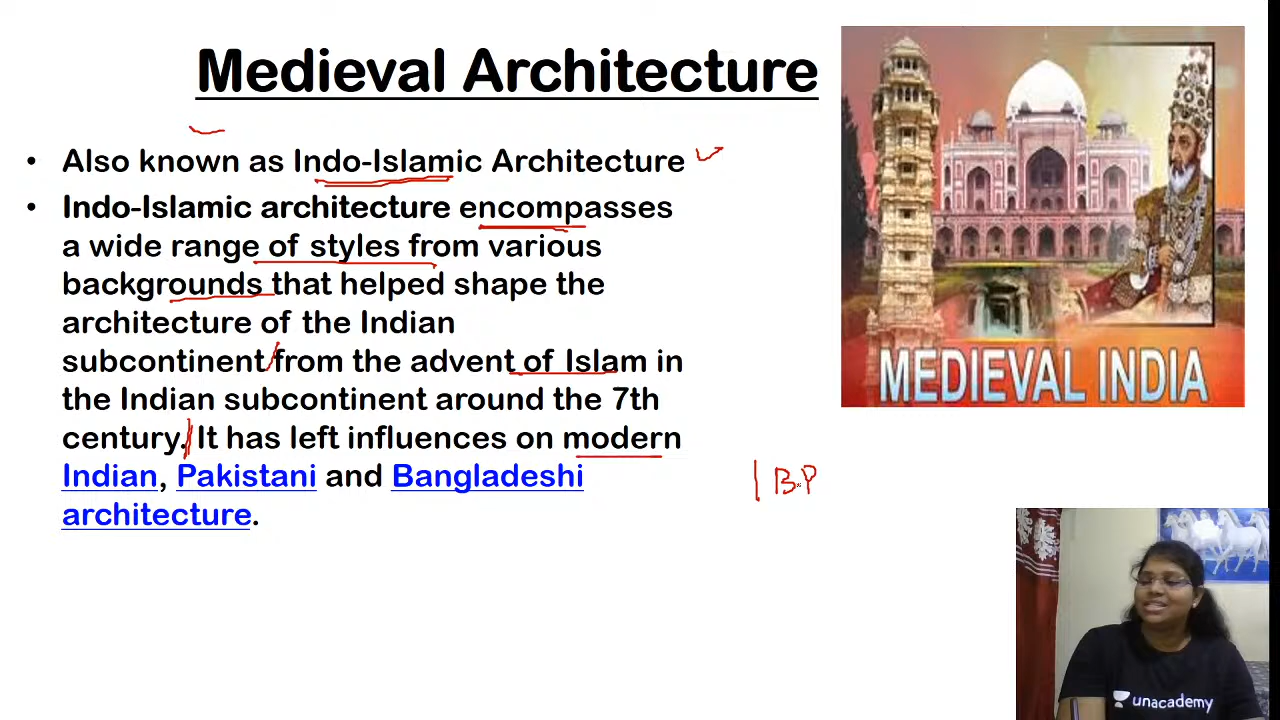 Medieval Architecture
• Also known as Indo-Islamic Architecture
• Indo-Islamic architecture encompasses
a wide range of styles from various
backgrounds that helped shape the
architecture of the Indian
subcontinent from the advent of Islam in
the Indian subcontinent around the 7th
century. It has left influences on modern
Indian, Pakistani and Bangladeshi
architecture.
MEDIEVAL INDIA
IBP
unacademy